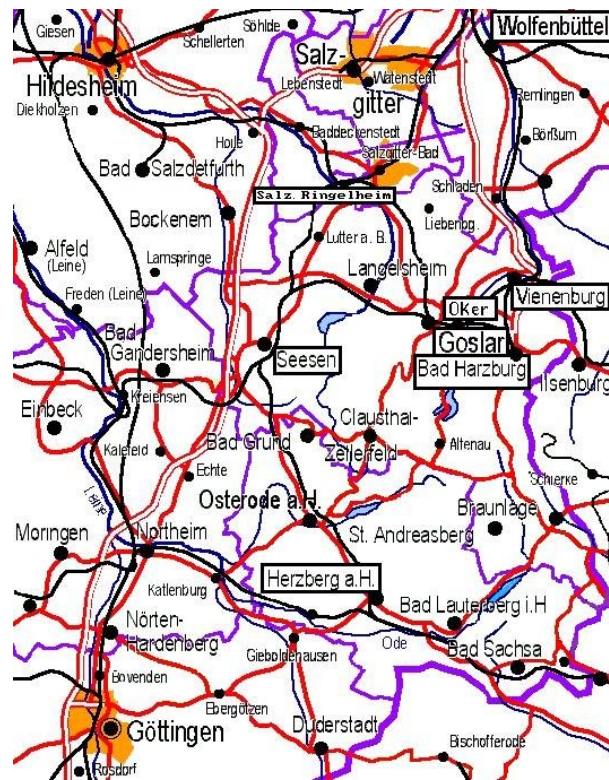 Giesen
Söhlde
Schellerten
Wolfenbüttel
Salz-
gitter
Lebenstedt
Watenstedt
Hildesheim
Diekholzen
Remlingen
Holle
Baddeckenstedt
Börßum
Bad Salzdetfurth
Salzgitter-Bad
Salz. Ringelheim
Schladen
Bockenem
Liebenbg.
Lutter a. B.
Alfeld
(Leine)
Lamspringe
Langelsheim
Vienenburg
Freden (Leine)
Oker
Goslar
Bad
Gandersheim
Seesen
Bad Harzburg
Ilsenburg
Kreiensen
Einbeck
Clausthal-
Zellerfeld
Bad Grund
Altenau
Kalefeld
Echte
Schierke
Leine
Osterode a.H.
Braunlage
St. Andreasberg
Moringen
Northeim
Katlenburg
Herzberg a.H.
Bad Lauterberg i.H
Nörten-
Hardenberg
Gieboldehausen
Ode
Bad Sachsa
Bovenden
Ebergötzen
Göttingen
Duderstadt
Bischofferode
Rosdorf